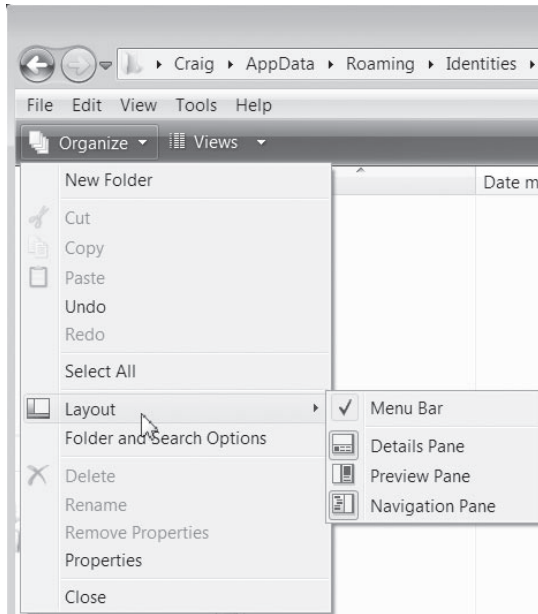 Craig AppData Roaming Identities
File Edit View Tools Help
Organize Views
New Folder
Date m
Cut
Copy
Paste
Undo
Redo
Select All
Layout
Menu Bar
Folder and Search Options
Details Pane
Delete
Preview Pane
Rename
Navigation Pane
Remove Properties
Properties
Close